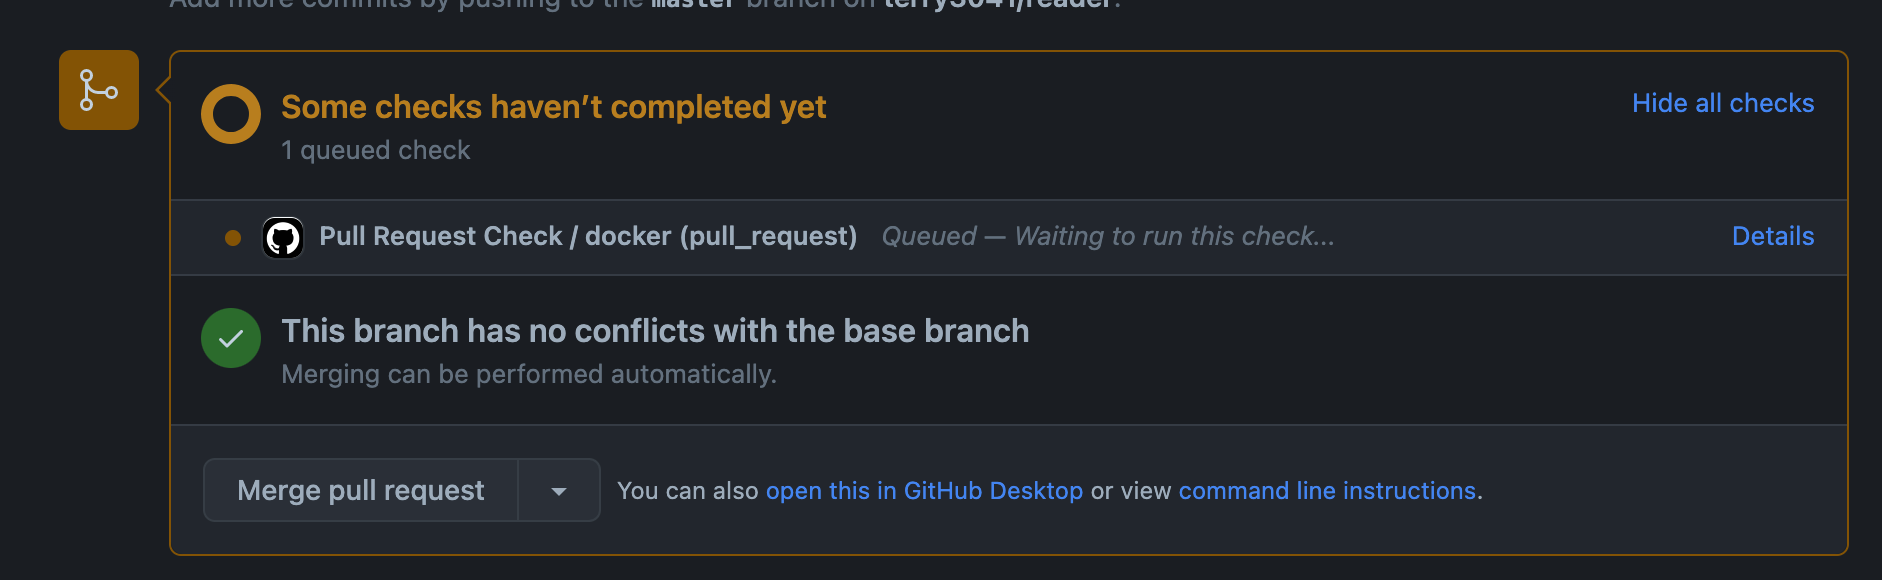 Add more commits by pushing to the master branch on terry3041/reader.
Some checks haven’t completed yet
Hide all checks
1 queued check
Pull Request Check / docker (pull_request) Queued — Waiting to run this check...
Details
This branch has no conflicts with the base branch
Merging can be performed automatically.
Merge pull request
You can also open this in GitHub Desktop or view command line instructions.